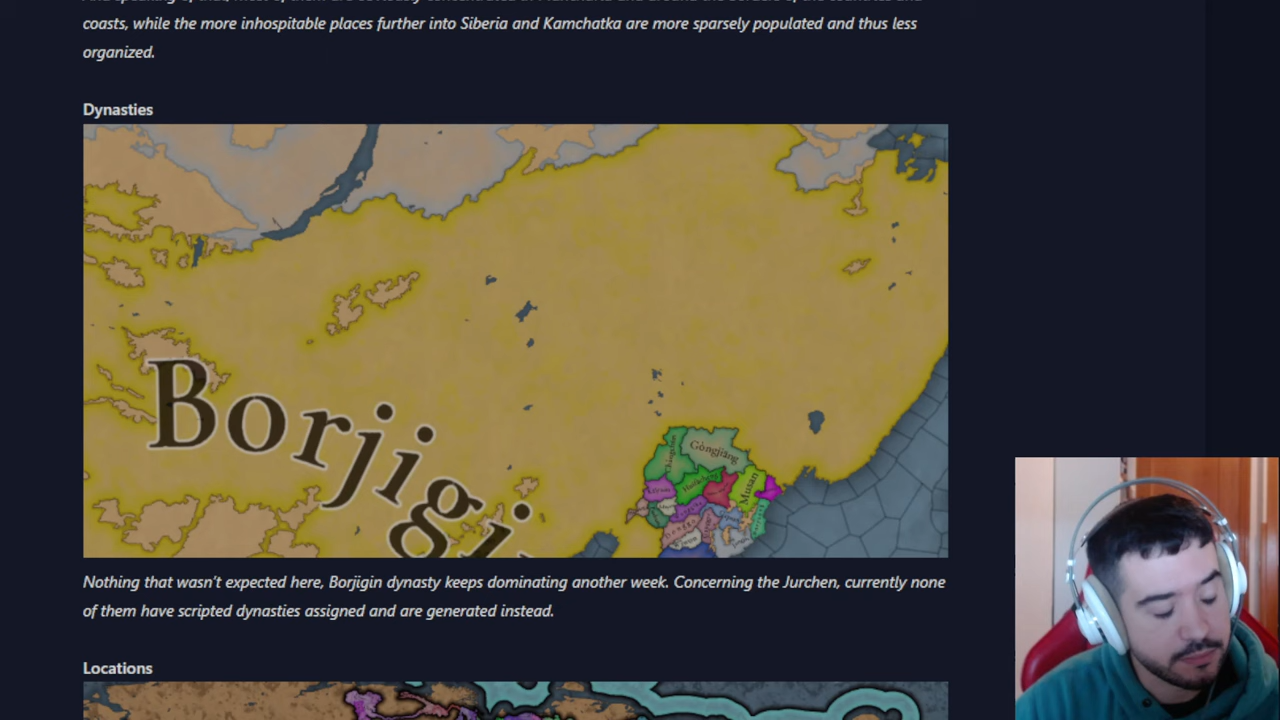 coasts, while the more inhospitable places further into Siberia and Kamchatka are more sparsely populated and thus less
organized.
Dynasties
Borjigi
Gōngjiāng
Musan
Nothing that wasn't expected here, Borjigin dynasty keeps dominating another week. Concerning the Jurchen, currently none
of them have scripted dynasties assigned and are generated instead.
Locations